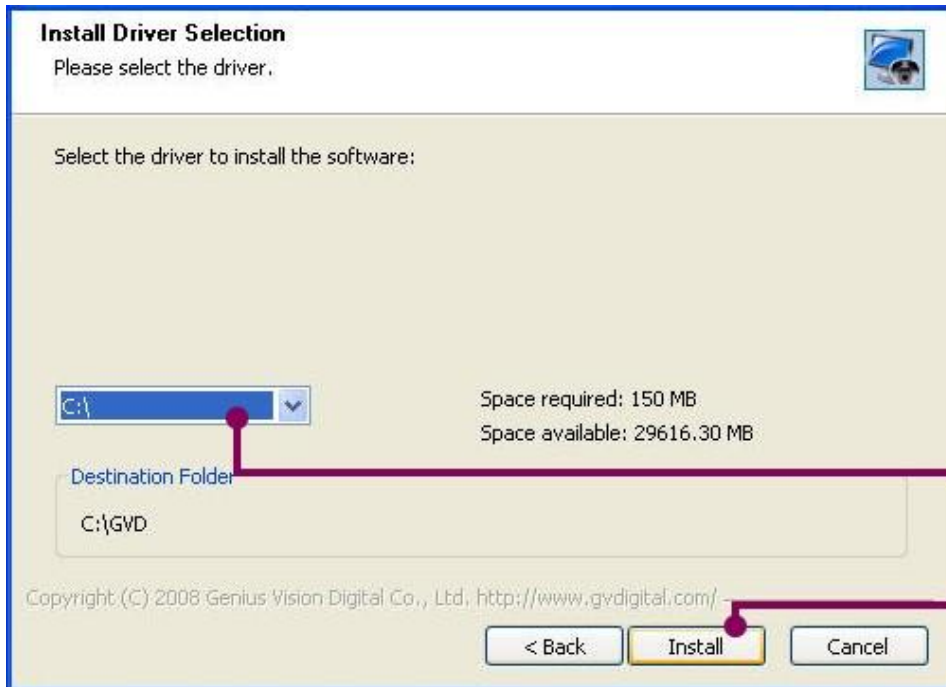 Install Driver Selection
Please select the driver.
Select the driver to install the software:
C:\
Space required: 150 MB
Space available: 29616.30 MB
Destination Folder
C:\GVD
Copyright (C) 2008 Genius Vision Digital Co., Ltd. http://www.gvdigital.com/
< Back
Install
Cancel